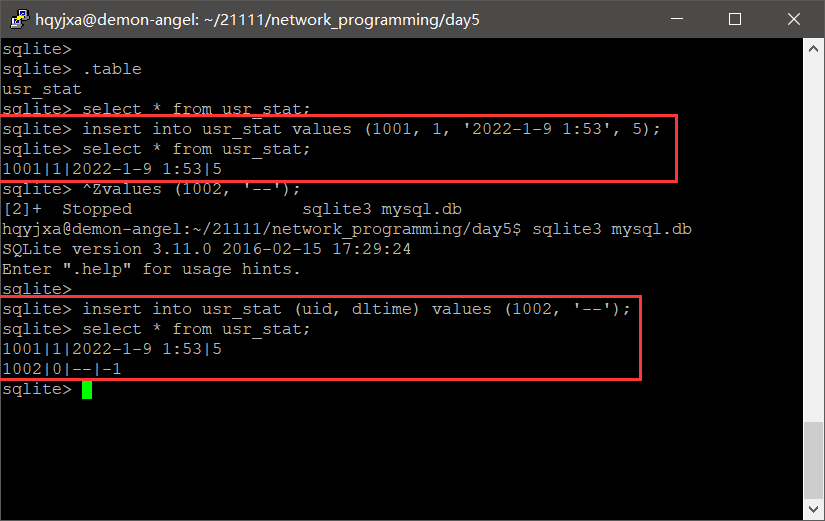 hqyjxa@demon-angel: ~/21111/network_programming/day5
sqlite>
sqlite> .table
usr_stat
sqlite> select * from usr_stat;
sqlite> insert into usr_stat values (1001, 1, '2022-1-9 1:53', 5);
sqlite> select * from usr_stat;
1001|1|2022-1-9 1:53|5
sqlite> ^Zvalues (1002, '--');
[2]+  Stopped                 sqlite3 mysql.db
hqyjxa@demon-angel:~/21111/network_programming/day5$ sqlite3 mysql.db
SQLite version 3.11.0 2016-02-15 17:29:24
Enter ".help" for usage hints.
sqlite>
sqlite> insert into usr_stat (uid, dltime) values (1002, '--');
sqlite> select * from usr_stat;
1001|1|2022-1-9 1:53|5
1002|0|--|-1
sqlite>